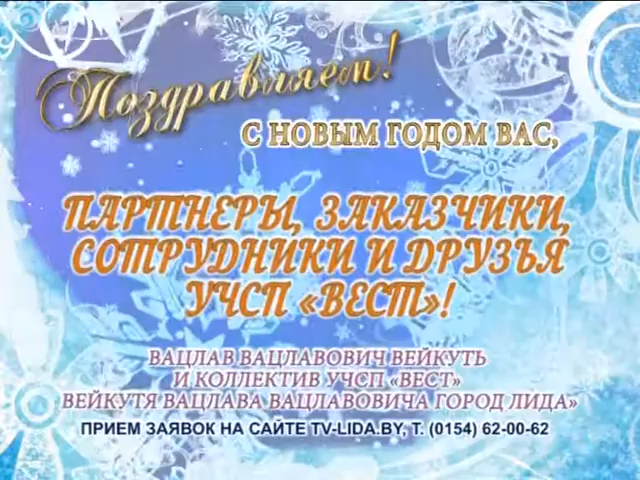 Поздравляем!
С НОВЫМ ГОДОМ ВАС,
ПАРТНЕРЫ, ЗАКАЗЧИКИ,
СОТРУДНИКИ И ДРУЗЬЯ
УЧСП «ВЕСТ»!
ВАЦЛАВ ВАЦЛАВОВИЧ ВЕЙКУТЬ
И КОЛЛЕКТИВ УЧСП «ВЕСТ»
ВЕЙКУТЯ ВАЦЛАВА ВАЦЛАВОВИЧА ГОРОД ЛИДА»
ПРИЕМ ЗАЯВОК НА САЙТЕ TV-LIDA.BY, Т. (0154) 62-00-62